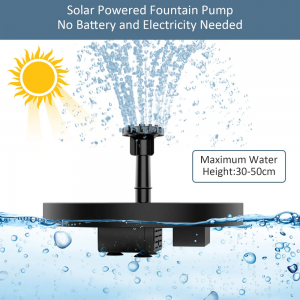 Solar Powered Fountain Pump
No Battery and Electricity Needed
Maximum Water
Height:30-50cm